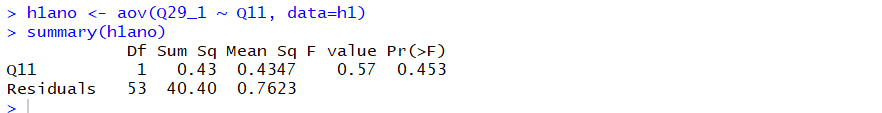 > h1ano <- aov(Q29_1 ~ Q11, data=h1)
> summary(h1ano)
            Df Sum Sq Mean Sq F value Pr(>F)
Q11          1   0.43  0.4347    0.57  0.453
Residuals   53  40.40  0.7623
>